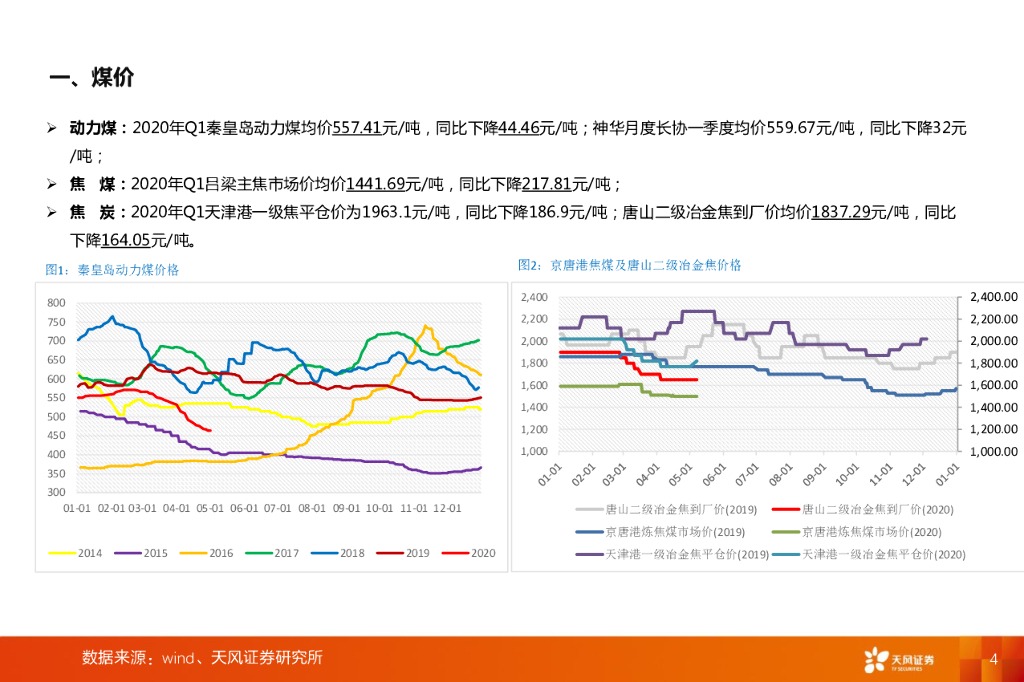 一、煤价
➢ 动力煤：2020年Q1秦皇岛动力煤均价557.41元/吨，同比下降44.46元/吨；神华月度长协一季度均价559.67元/吨，同比下降32元
/吨；
➢ 焦 煤：2020年Q1吕梁主焦市场价均价1441.69元/吨，同比下降217.81元/吨；
➢ 焦 炭：2020年Q1天津港一级焦平仓价为1963.1元/吨，同比下降186.9元/吨；唐山二级冶金焦到厂价均价1837.29元/吨，同比
下降164.05元/吨。
图1：秦皇岛动力煤价格
800
750
700
650
600
550
500
450
400
350
300
01-01 02-01 03-01 04-01 05-01 06-01 07-01 08-01 09-01 10-01 11-01 12-01
2014 2015 2016 2017 2018 2019 2020
图2：京唐港焦煤及唐山二级冶金焦价格
2,400 2,400.00
2,200 2,200.00
2,000 2,000.00
1,800 1,800.00
1,600 1,600.00
1,400 1,400.00
1,200 1,200.00
1,000 1,000.00
01-01 02-01 03-01 04-01 05-01 06-01 07-01 08-01 09-01 10-01 11-01 12-01 01-01
唐山二级冶金焦到厂价(2019) 唐山二级冶金焦到厂价(2020)
京唐港炼焦煤市场价(2019) 京唐港炼焦煤市场价(2020)
天津港一级冶金焦平仓价(2019) 天津港一级冶金焦平仓价(2020)
数据来源：wind、天风证券研究所
天风证券
TF SECURITIES
4